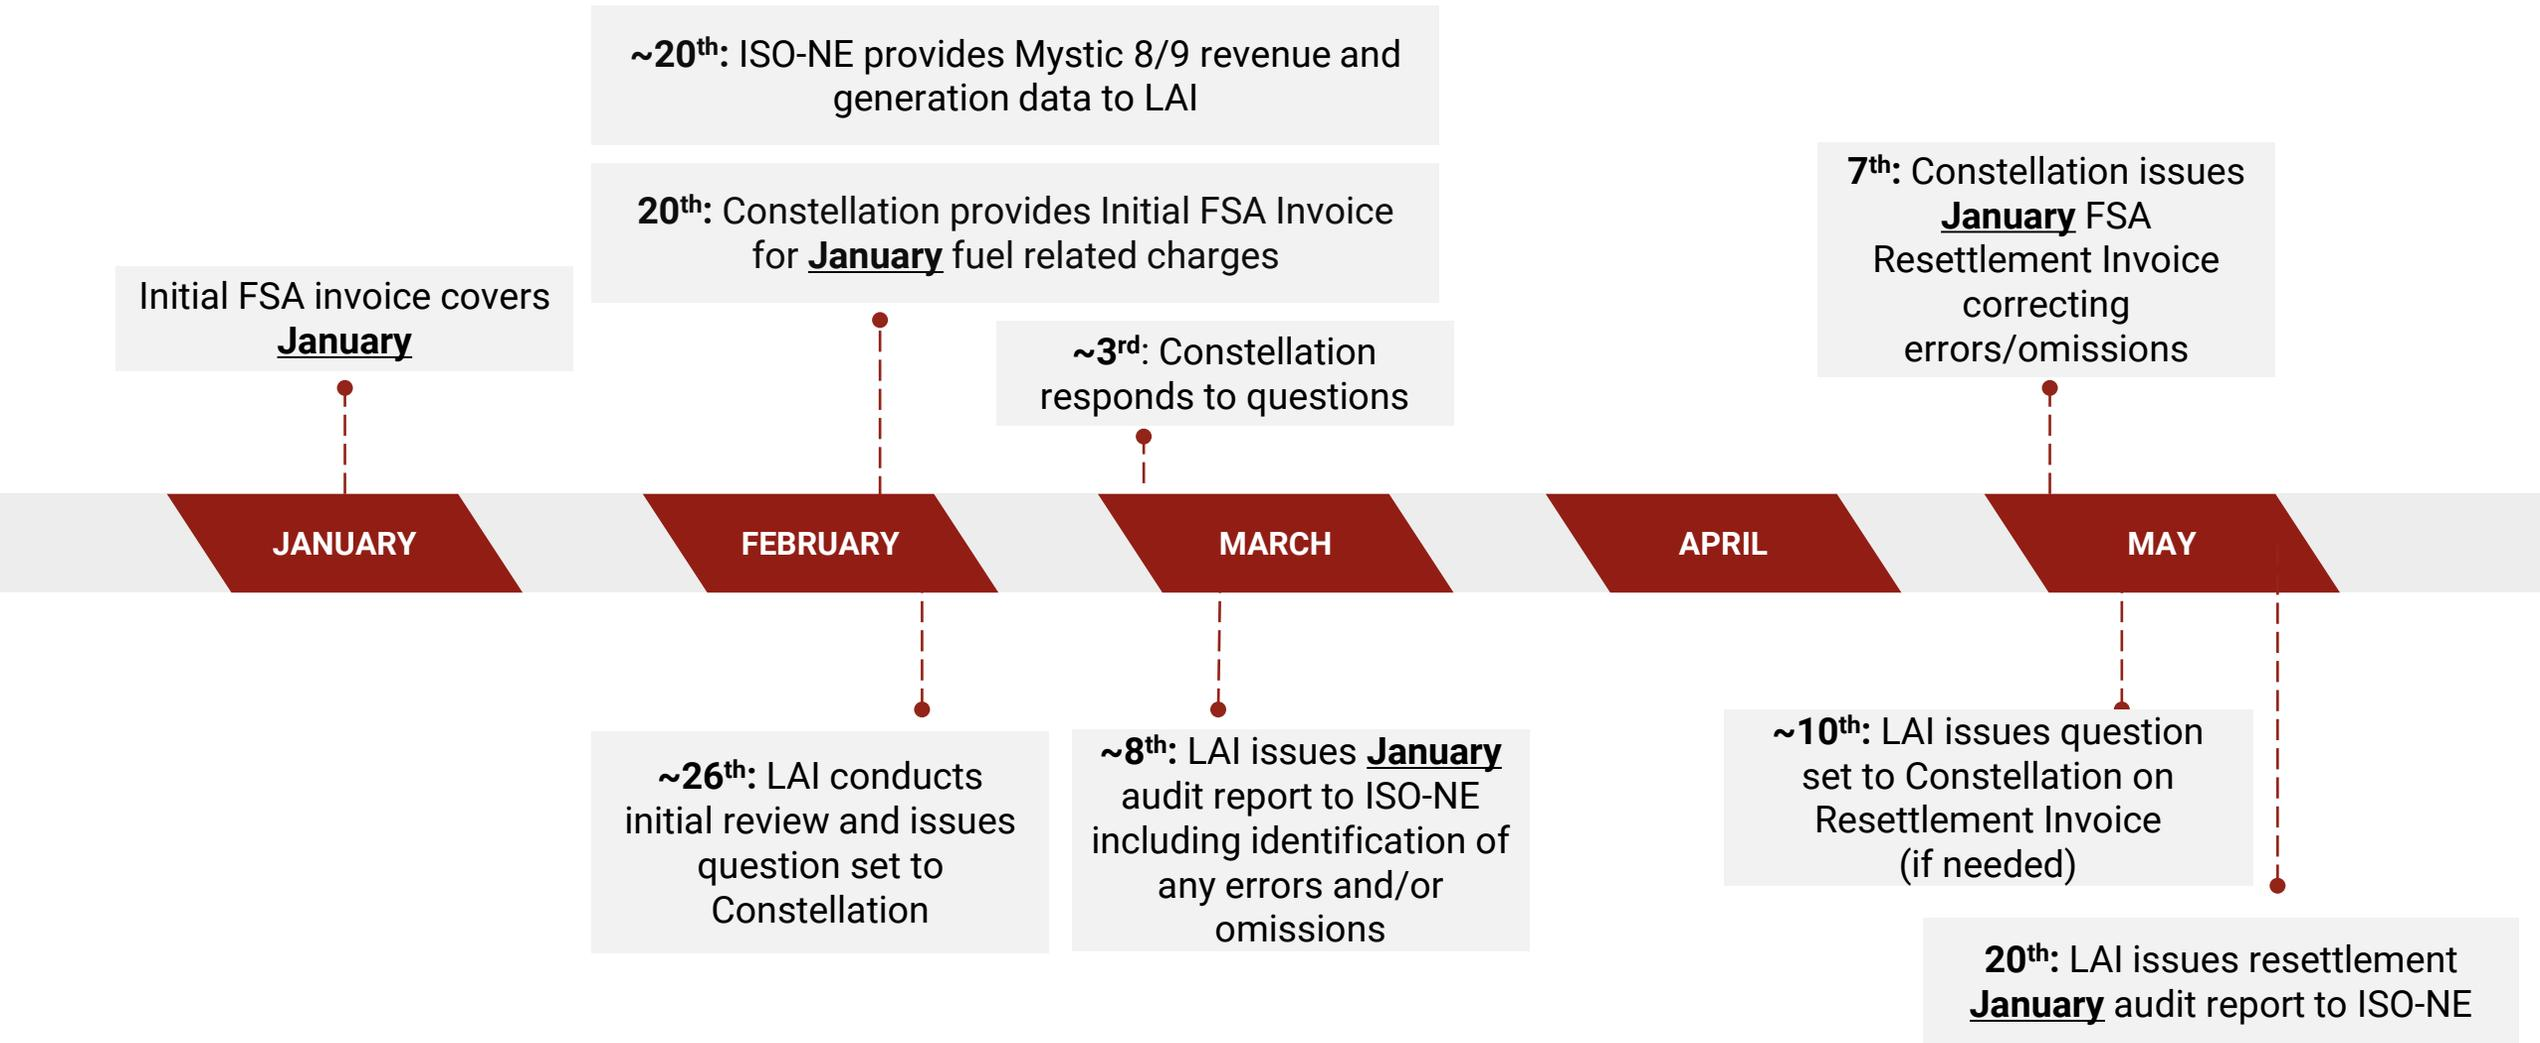 ~20th: ISO-NE provides Mystic 8/9 revenue and
generation data to LAI
20th: Constellation provides Initial FSA Invoice
for January fuel related charges
Initial FSA invoice covers
January
~3rd: Constellation
responds to questions
7th: Constellation issues
January FSA
Resettlement Invoice
correcting
errors/omissions
JANUARY
FEBRUARY
MARCH
APRIL
MAY
~26th: LAI conducts
initial review and issues
question set to
Constellation
~8th: LAI issues January
audit report to ISO-NE
including identification of
any errors and/or
omissions
~10th: LAI issues question
set to Constellation on
Resettlement Invoice
(if needed)
20th: LAI issues resettlement
January audit report to ISO-NE